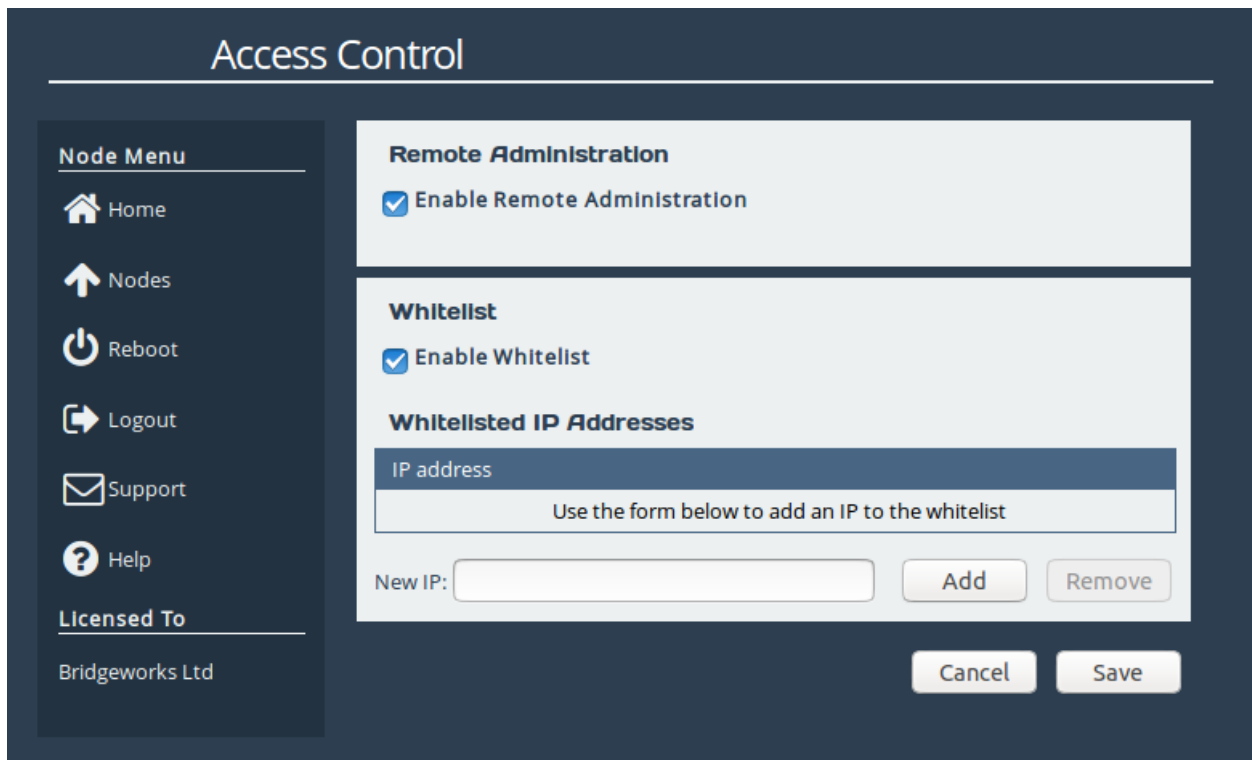 Access Control
Node Menu
Home
Nodes
Reboot
Logout
Support
Help
Licensed To
Bridgeworks Ltd
Remote Administration
Enable Remote Administration
Whitelist
Enable Whitelist
Whitelisted IP Addresses
IP address
Use the form below to add an IP to the whitelist
New IP: Add Remove
Cancel Save